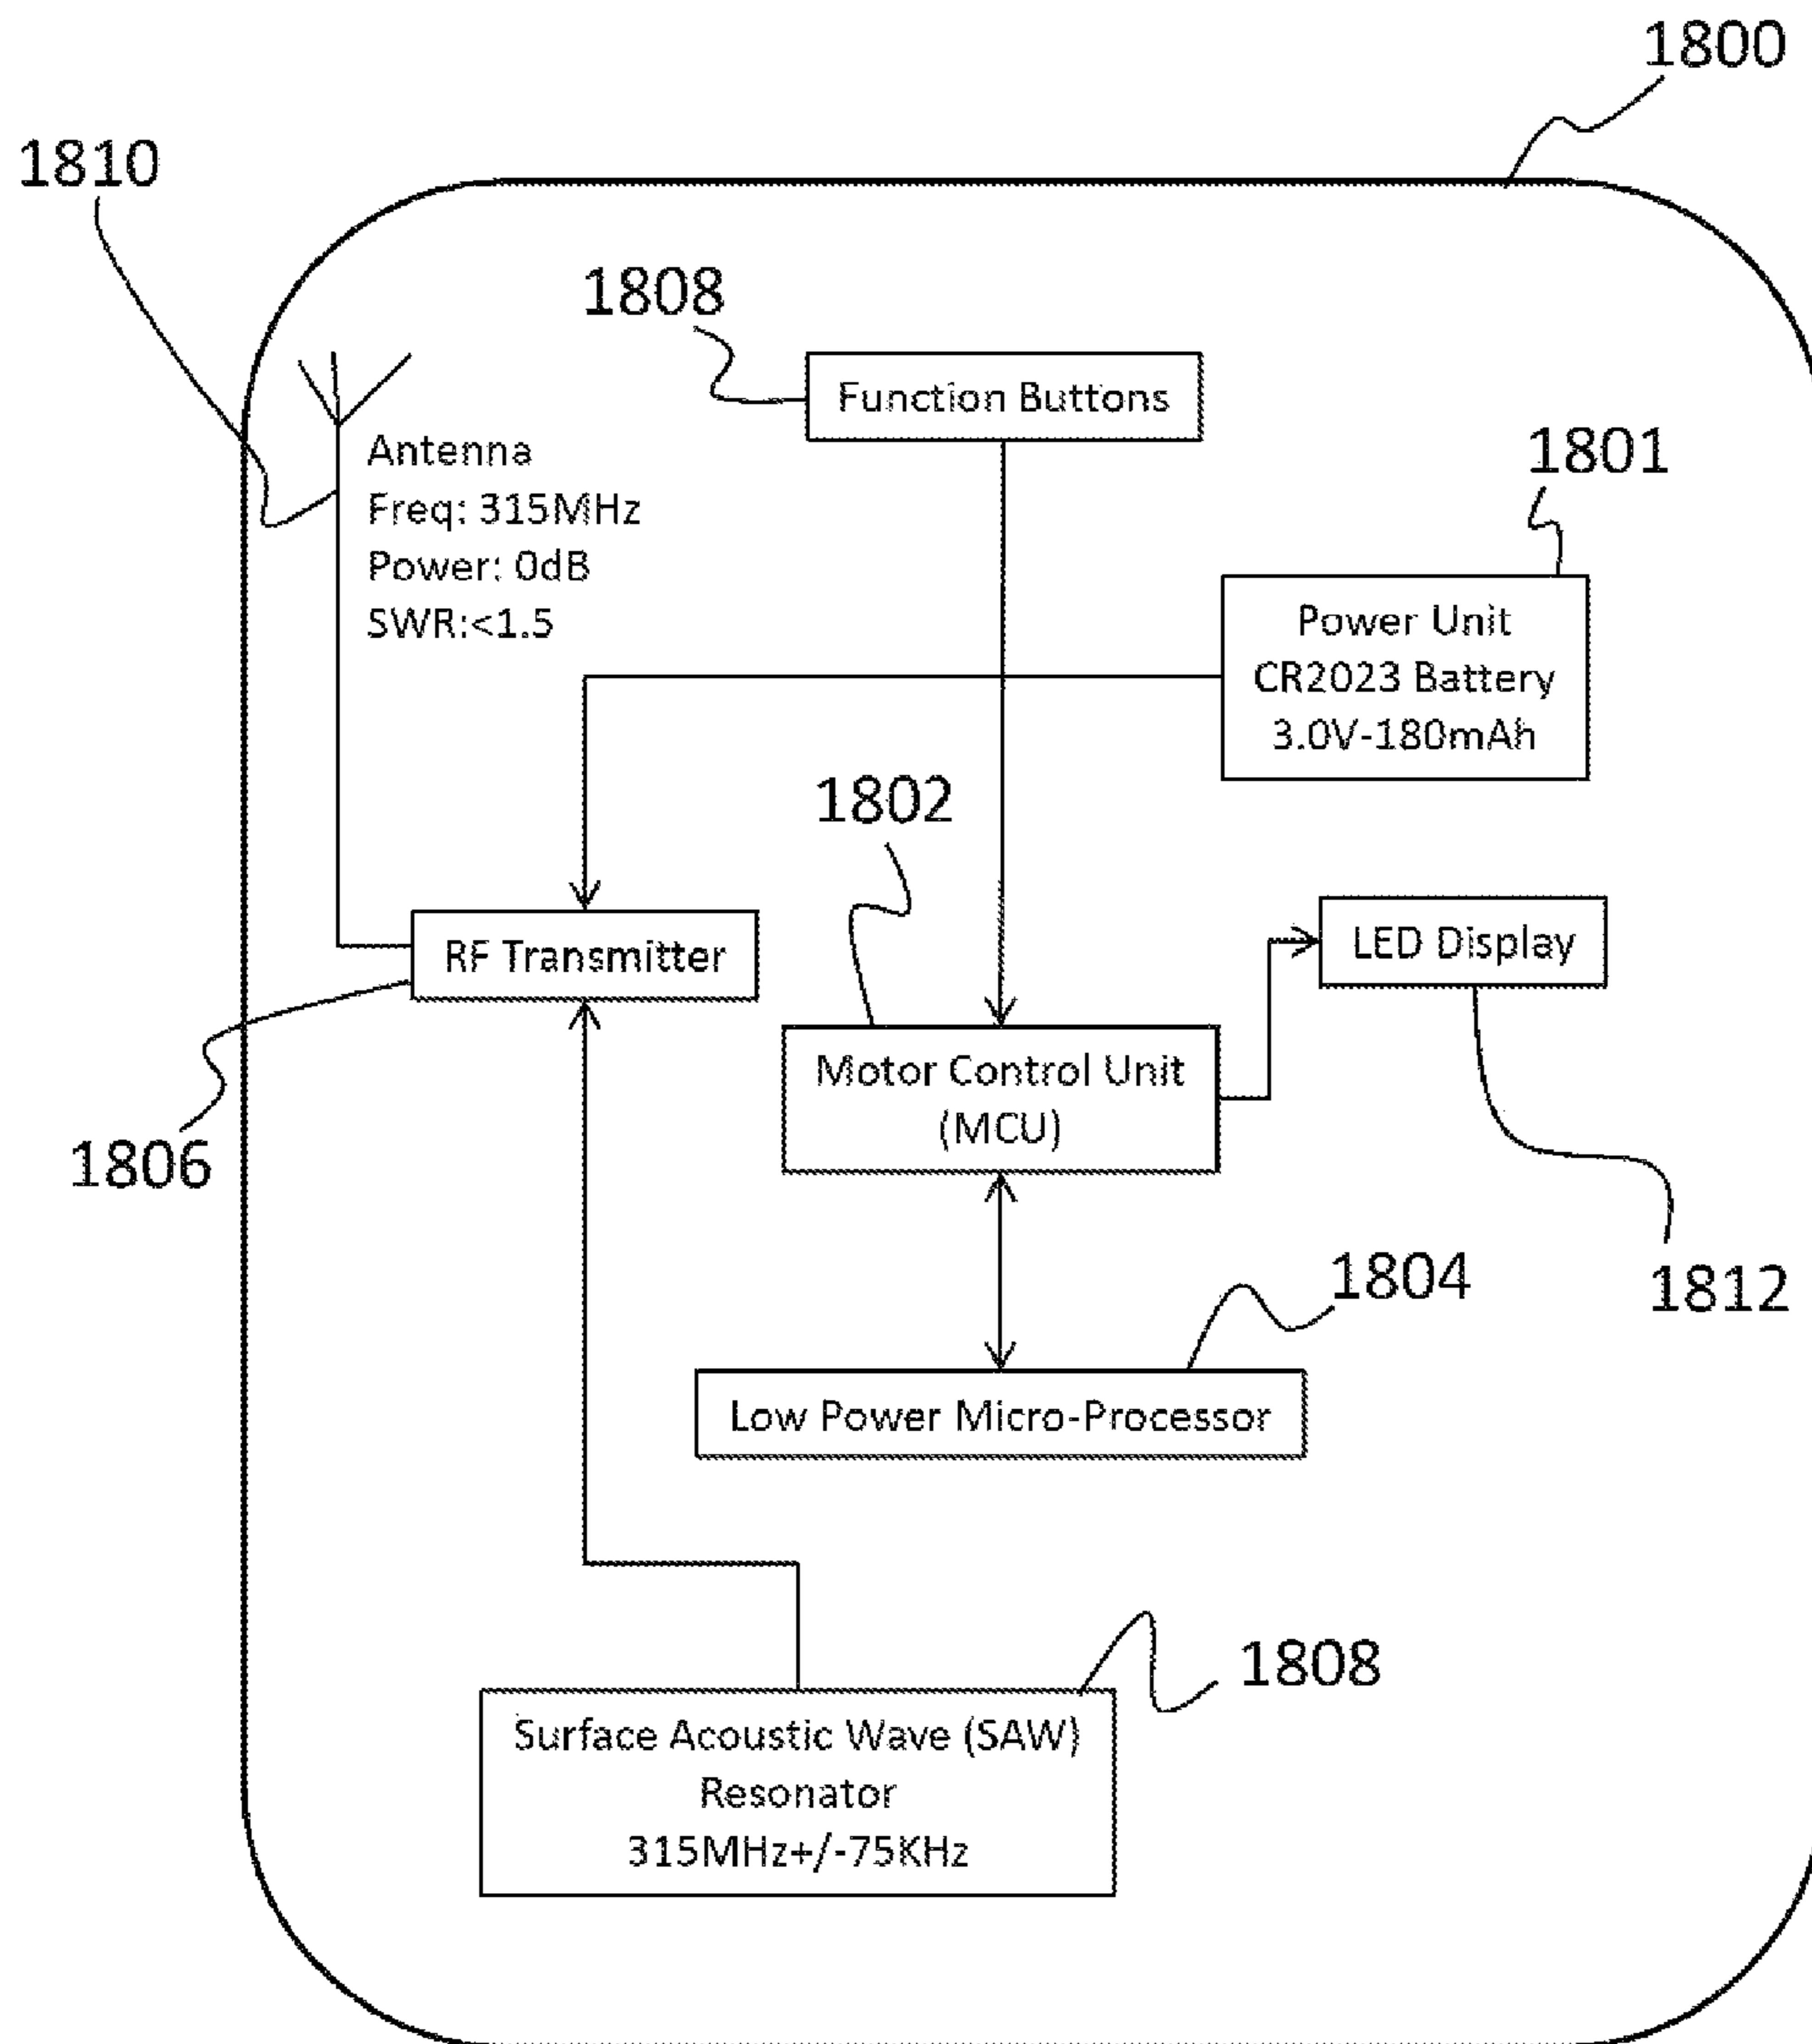 1800
1810
1808
Function Buttons
1801
Antenna
Freq: 315MHz
Power: 0dB
SWR:<1.5
Power Unit
CR2023 Battery
3.0V-180mAh
1802
RF Transmitter
LED Display
Motor Control Unit
(MCU)
1806
1804
1812
Low Power Micro-Processor
1808
Surface Acoustic Wave (SAW)
Resonator
315MHz+/-75KHz